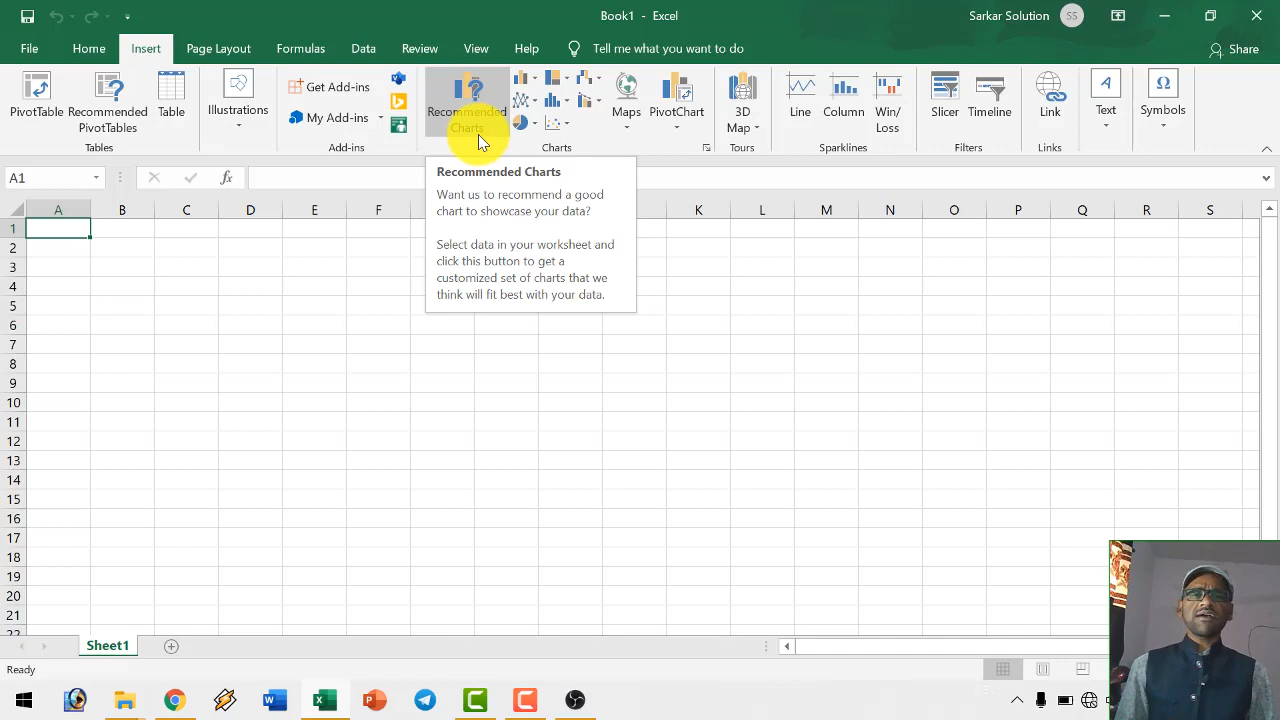 Book1 - Excel
Sarkar Solution
SS
File
Home
Insert
Page Layout
Formulas
Data
Review
View
Help
Tell me what you want to do
Share
PivotTable
Recommended
PivotTables
Table
Tables
Illustrations
Get Add-ins
My Add-ins
Add-ins
Recommended
Charts
Maps
PivotChart
Charts
3D
Map
Tours
Line
Column
Win/
Loss
Sparklines
Slicer
Timeline
Filters
Link
Links
Text
Symbols
A1
fx
Recommended Charts
Want us to recommend a good
chart to showcase your data?
Select data in your worksheet and
click this button to get a
customized set of charts that we
think will fit best with your data.
A B C D E F K L M N O P Q R S
1
2
3
4
5
6
7
8
9
10
11
12
13
14
15
16
17
18
19
20
21
22
Sheet1
Ready